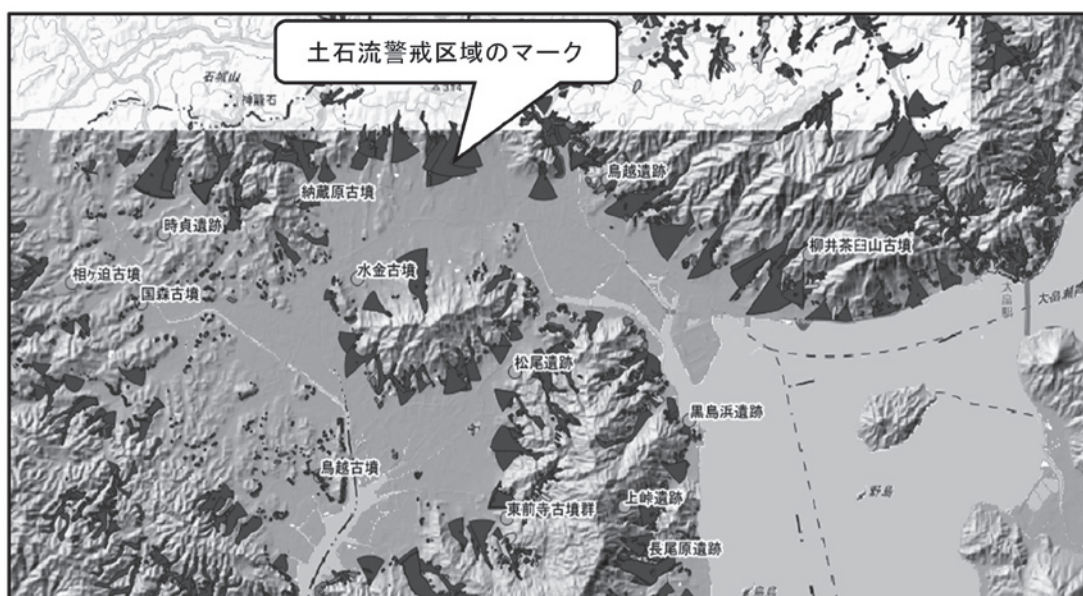 土石流警戒区域のマーク
石城山
神籠石
納蔵原古墳
鳥越遺跡
時貞遺跡
柳井茶臼山古墳
水金古墳
相ヶ迫古墳
国森古墳
大畠駅
大畠瀬戸
松尾遺跡
黒島浜遺跡
鳥越古墳
野島
上峠遺跡
東前寺古墳群
長尾原遺跡